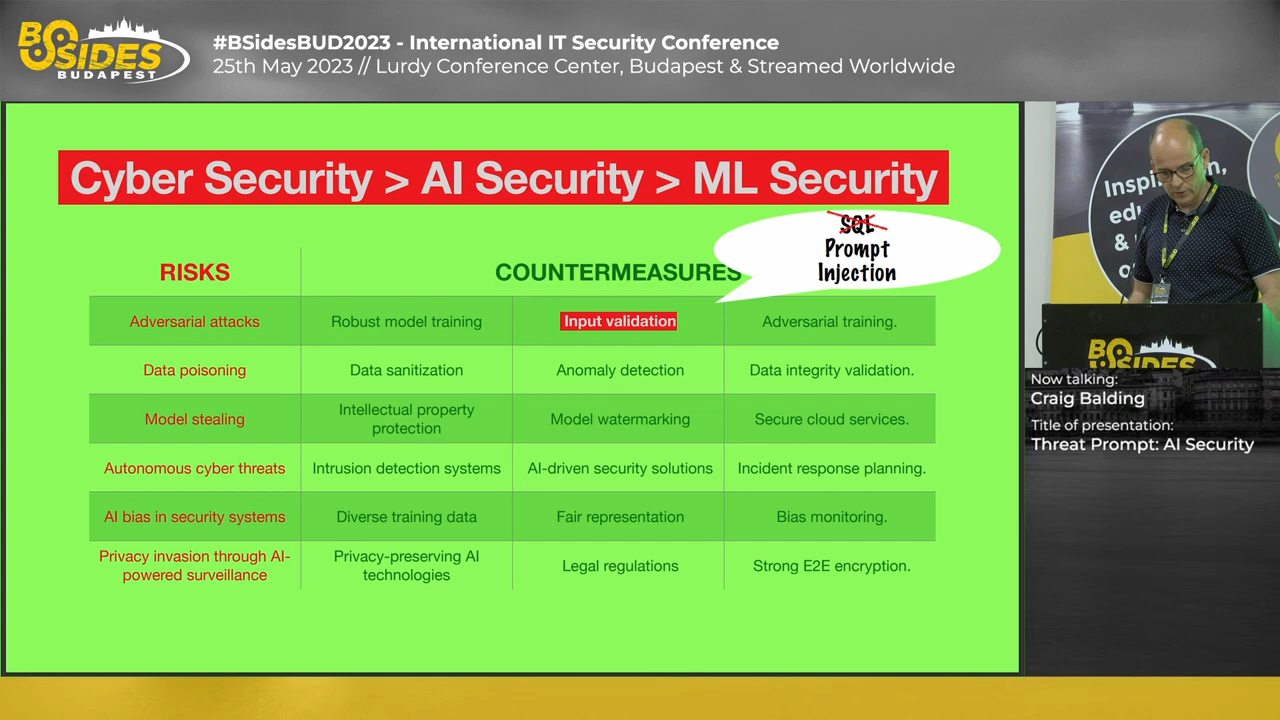 BSIDES
BUDAPEST
#BSidesBUD2023 - International IT Security Conference
25th May 2023 // Lurdy Conference Center, Budapest & Streamed Worldwide
Cyber Security > AI Security > ML Security
SQL
Prompt
Injection
RISKS
COUNTERMEASURES
Adversarial attacks
Robust model training
Input validation
Adversarial training.
Data poisoning
Data sanitization
Anomaly detection
Data integrity validation.
Model stealing
Intellectual property
protection
Model watermarking
Secure cloud services.
Autonomous cyber threats
Intrusion detection systems
AI-driven security solutions
Incident response planning.
AI bias in security systems
Diverse training data
Fair representation
Bias monitoring.
Privacy invasion through AI-
powered surveillance
Privacy-preserving AI
technologies
Legal regulations
Strong E2E encryption.
BSIDES
Now talking:
Craig Balding
Title of presentation:
Threat Prompt: AI Security